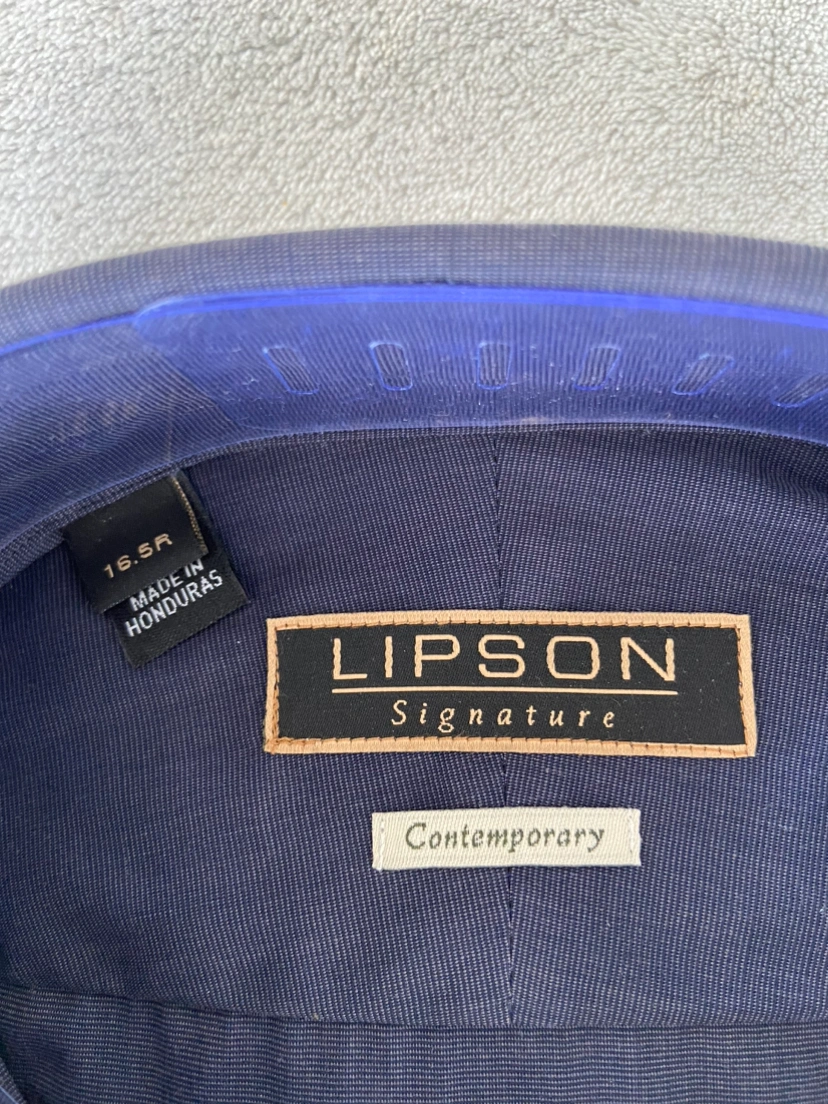 16.5R
MADE IN
HONDURAS
LIPSON
Signature
Contemporary